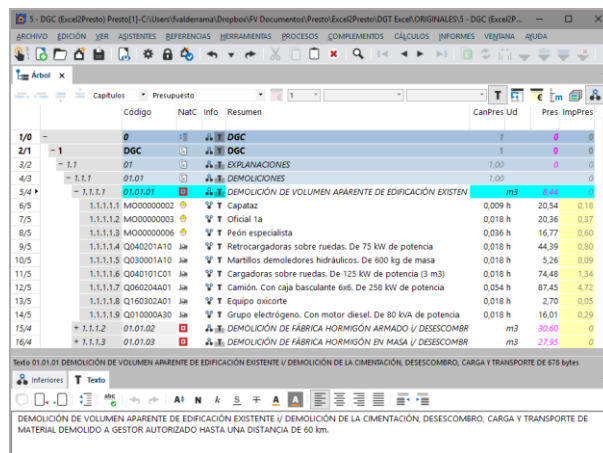 5 - DGC (Excel2Presto) Presto[1]-C:\Users\fvalderrama\Dropbox\FV Documentos\Presto\Excel2Presto\DGT Excel\ORIGINALES\5 - DGC (Excel2P...
ARCHIVO EDICIÓN VER ASISTENTES REFERENCIAS HERRAMIENTAS PROCESOS COMPLEMENTOS CÁLCULOS INFORMES VENTANA AYUDA
Árbol x
Capítulos Presupuesto 1 T € m
Código NatC Info Resumen CanPres Ud Pres ImpPres
1/0 - 0 DGC 1 0 0
2/1 - 1 DGC DGC 1 0 0
3/2 - 1.1 01 EXPLANACIONES 1,00 0 0
4/3 - 1.1.1 01.01 DEMOLICIONES 1,00 0
5/4 - 1.1.1.1 01.01.01 DEMOLICIÓN DE VOLUMEN APARENTE DE EDIFICACIÓN EXISTEN m3 8,44 0
6/5 1.1.1.1.1 MO00000002 T Capataz 0,009 h 20,54 0,18
7/5 1.1.1.1.2 MO00000003 T Oficial 1a 0,018 h 20,36 0,37
8/5 1.1.1.1.3 MO00000006 T Peón especialista 0,036 h 16,77 0,60
9/5 1.1.1.1.4 Q040201A10 T Retrocargadoras sobre ruedas. De 75 kW de potencia 0,018 h 44,39 0,80
10/5 1.1.1.1.5 Q030001A10 T Martillos demoledores hidráulicos. De 600 kg de masa 0,018 h 5,26 0,09
11/5 1.1.1.1.6 Q040101C01 T Cargadoras sobre ruedas. De 125 kW de potencia (3 m3) 0,018 h 74,48 1,34
12/5 1.1.1.1.7 Q060204A01 T Camión. Con caja basculante 6x6. De 258 kW de potencia 0,054 h 87,45 4,72
13/5 1.1.1.1.8 Q160302A01 T Equipo oxicorte 0,018 h 2,70 0,05
14/5 1.1.1.1.9 Q010000A30 T Grupo electrógeno. Con motor diesel. De 80 kVA de potencia 0,018 h 16,01 0,29
15/4 + 1.1.1.2 01.01.02 DEMOLICIÓN DE FÁBRICA HORMIGÓN ARMADO i/ DESESCOMBR m3 30,60 0
16/4 + 1.1.1.3 01.01.03 DEMOLICIÓN DE FÁBRICA HORMIGÓN EN MASA i/ DESESCOMBR m3 27,95 0
Texto 01.01.01 DEMOLICIÓN DE VOLUMEN APARENTE DE EDIFICACIÓN EXISTENTE i/ DEMOLICIÓN DE LA CIMENTACIÓN, DESESCOMBRO, CARGA Y TRANSPORTE DE 678 bytes
Inferiores T Texto
abc A N k S A A
DEMOLICIÓN DE VOLUMEN APARENTE DE EDIFICACIÓN EXISTENTE i/ DEMOLICIÓN DE LA CIMENTACIÓN, DESESCOMBRO, CARGA Y TRANSPORTE DE
MATERIAL DEMOLIDO A GESTOR AUTORIZADO HASTA UNA DISTANCIA DE 60 km.